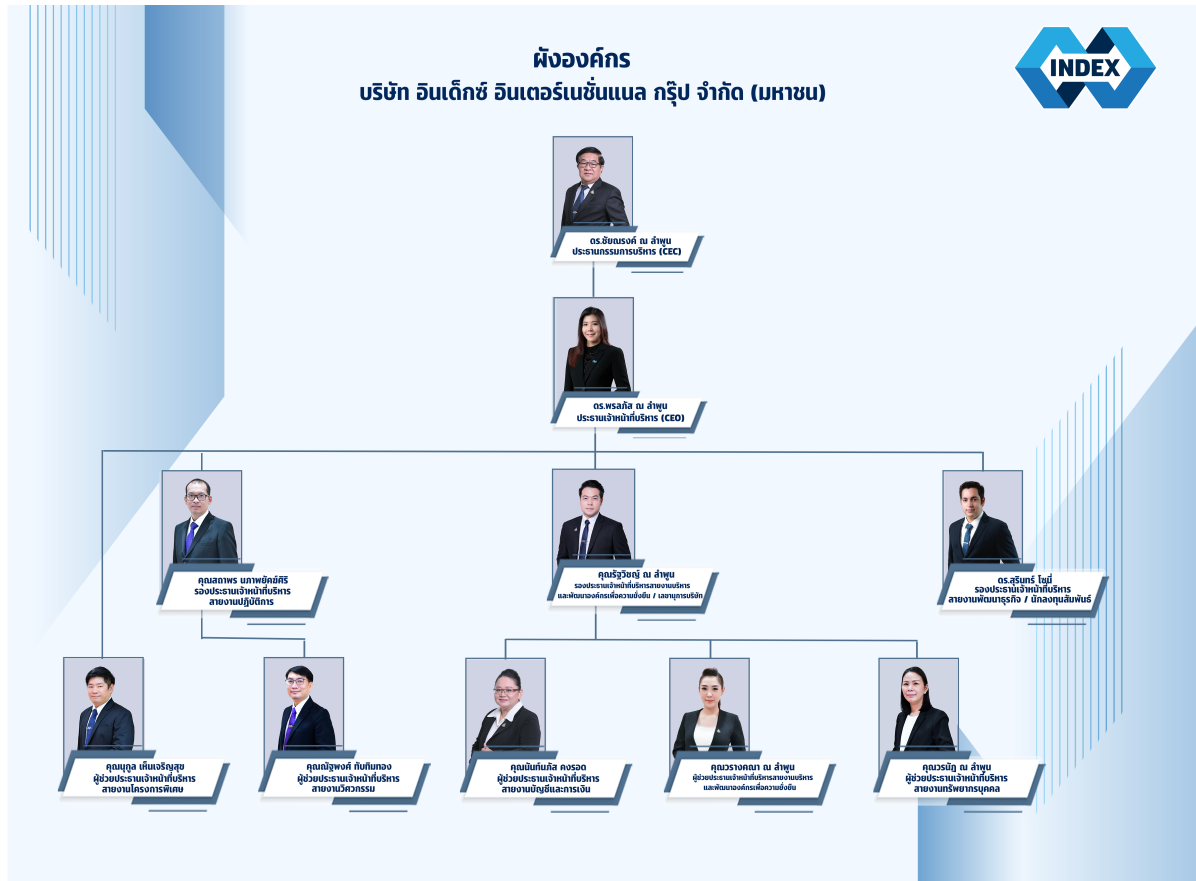 ผังองค์กร
บริษัท อินเด็กซ์ อินเตอร์เนชั่นแนล กรุ๊ป จำกัด (มหาชน)
INDEX
ดร.ชัยณรงค์ ณ ลำพูน
ประธานกรรมการบริหาร (CEC)
ดร.พรลภัส ณ ลำพูน
ประธานเจ้าหน้าที่บริหาร (CEO)
คุณสถาพร นภาพยัคฆ์ศิริ
รองประธานเจ้าหน้าที่บริหาร
สายงานปฏิบัติการ
คุณรัฐวิชญ์ ณ ลำพูน
รองประธานเจ้าหน้าที่บริหารสายงานบริหาร
และพัฒนาองค์กรเพื่อความยั่งยืน / เลขานุการบริษัท
ดร.สุรินทร์ โซนี่
รองประธานเจ้าหน้าที่บริหาร
สายงานพัฒนาธุรกิจ / นักลงทุนสัมพันธ์
คุณนุกูล เห็นเจริญสุข
ผู้ช่วยประธานเจ้าหน้าที่บริหาร
สายงานโครงการพิเศษ
คุณณัฐพงศ์ ทับทิมทอง
ผู้ช่วยประธานเจ้าหน้าที่บริหาร
สายงานวิศวกรรม
คุณนันท์นภัส คงรอด
ผู้ช่วยประธานเจ้าหน้าที่บริหาร
สายงานบัญชีและการเงิน
คุณวรางคณา ณ ลำพูน
ผู้ช่วยประธานเจ้าหน้าที่บริหารสายงานบริหาร
และพัฒนาองค์กรเพื่อความยั่งยืน
คุณวรนัฏ ณ ลำพูน
ผู้ช่วยประธานเจ้าหน้าที่บริหาร
สายงานทรัพยากรบุคคล